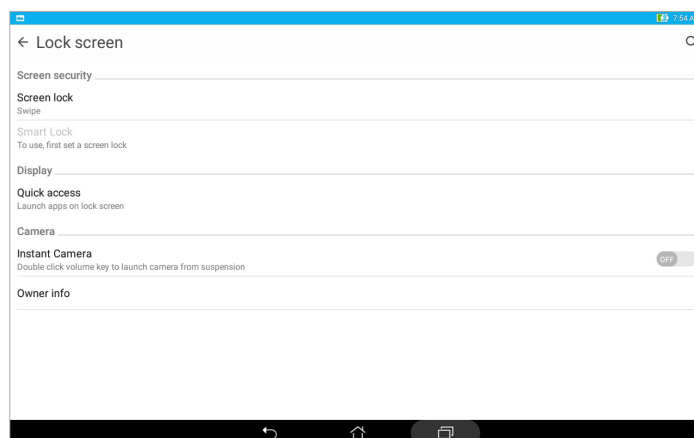 7:54 A
Lock screen
Screen security
Screen lock
Swipe
Smart Lock
To use, first set a screen lock
Display
Quick access
Launch apps on lock screen
Camera
Instant Camera
Double click volume key to launch camera from suspension
OFF
Owner info